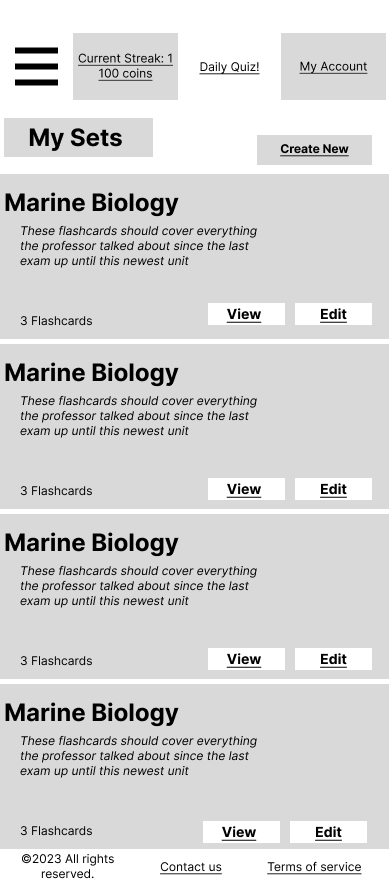 Current Streak: 1
100 coins
Daily Quiz!
My Account
My Sets
Create New
Marine Biology
These flashcards should cover everything
the professor talked about since the last
exam up until this newest unit
3 Flashcards
View
Edit
Marine Biology
These flashcards should cover everything
the professor talked about since the last
exam up until this newest unit
3 Flashcards
View
Edit
Marine Biology
These flashcards should cover everything
the professor talked about since the last
exam up until this newest unit
3 Flashcards
View
Edit
Marine Biology
These flashcards should cover everything
the professor talked about since the last
exam up until this newest unit
3 Flashcards
View
Edit
©2023 All rights
reserved.
Contact us
Terms of service